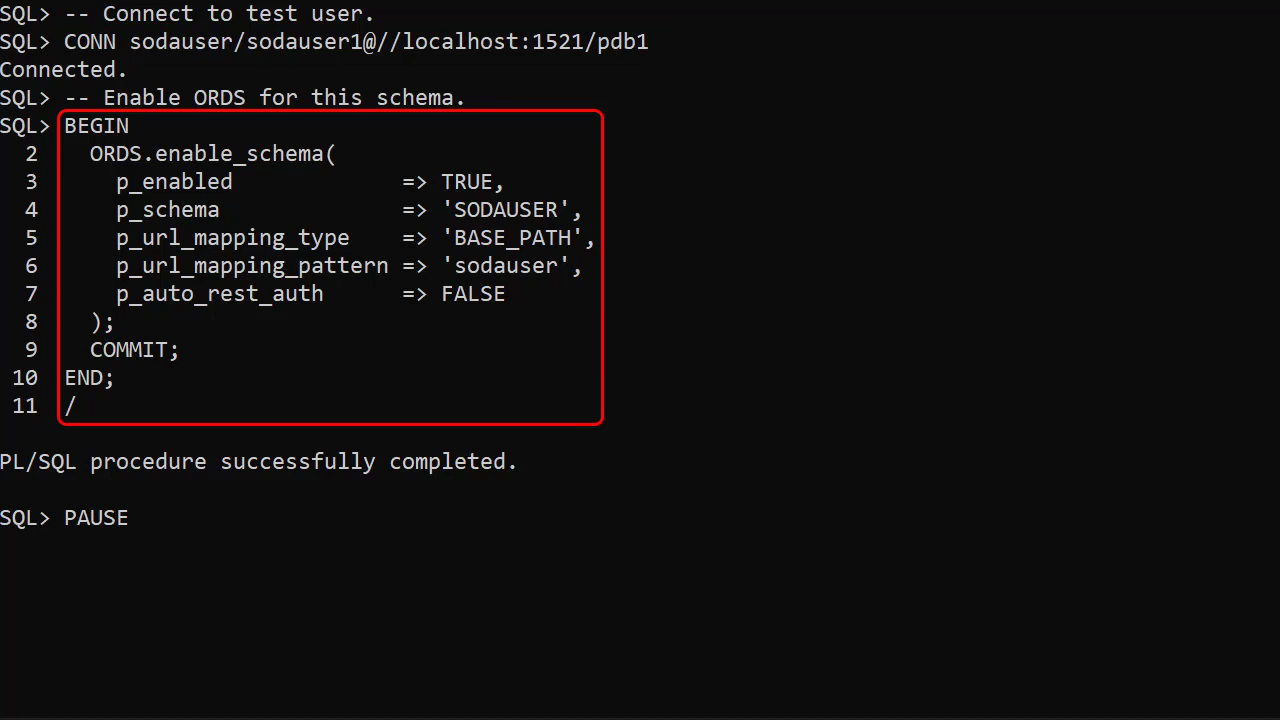 SQL> -- Connect to test user.
SQL> CONN sodauser/sodauser1@//localhost:1521/pdb1
Connected.
SQL> -- Enable ORDS for this schema.
SQL> BEGIN
  2    ORDS.enable_schema(
  3      p_enabled             => TRUE,
  4      p_schema              => 'SODAUSER',
  5      p_url_mapping_type    => 'BASE_PATH',
  6      p_url_mapping_pattern => 'sodauser',
  7      p_auto_rest_auth      => FALSE
  8    );
  9    COMMIT;
 10  END;
 11  /
PL/SQL procedure successfully completed.
SQL> PAUSE